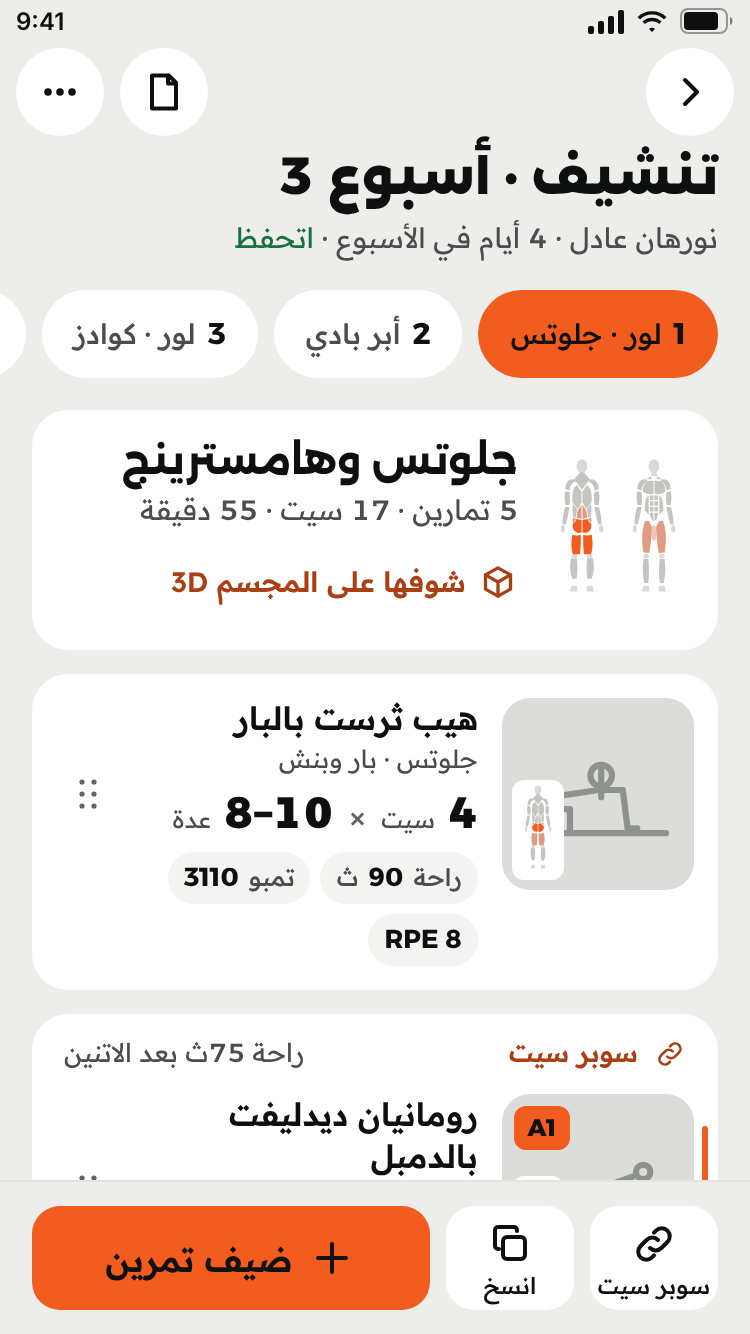 9:41
تنشيف · أسبوع 3
نورهان عادل · 4 أيام في الأسبوع · اتحفظ
1 لور · جلوتس
2 أبر بادي
3 لور · كوادز
جلوتس وهامسترينج
5 تمارين · 17 سيت · 55 دقيقة
شوفها على المجسم 3D
هيب ثرست بالبار
جلوتس · بار وبنش
4 سيت × 8–10 عدة
راحة 90 ث
تمبو 3110
RPE 8
سوبر سيت
راحة 75ث بعد الاتنين
A1
رومانيان ديدليفت
بالدمبل
سوبر سيت
انسخ
ضيف تمرين